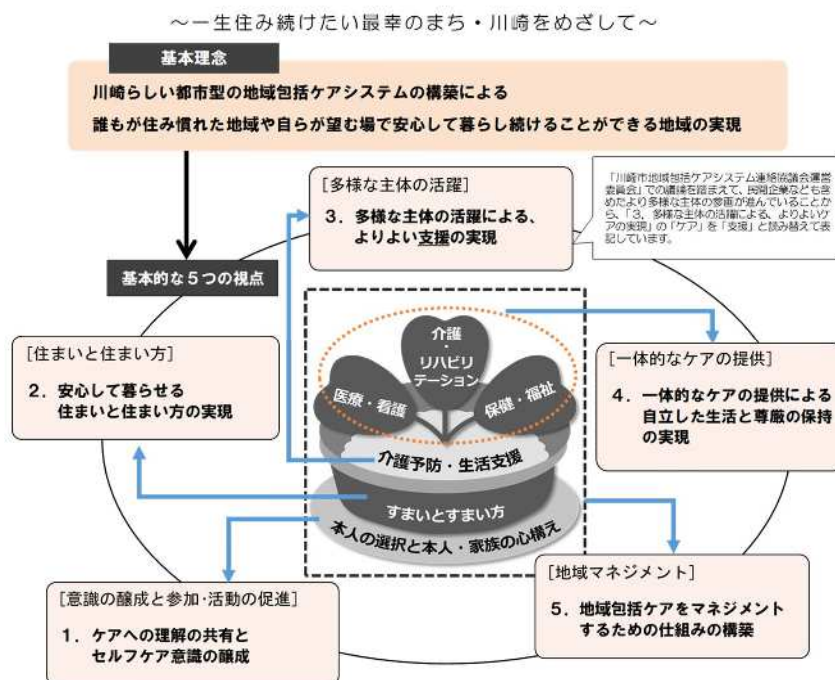 ～一生住み続けたい最幸のまち・川崎をめざして～
基本理念
川崎らしい都市型の地域包括ケアシステムの構築による
誰もが住み慣れた地域や自らが望む場で安心して暮らし続けることができる地域の実現
[多様な主体の活躍]
3．多様な主体の活躍による、
よりよい支援の実現
「川崎市地域包括ケアシステム連絡協議会運営
委員会」での議論を踏まえて、民間企業なども含
めたより多様な主体の参画が進んでいることか
ら、「3．多様な主体の活躍による、よりよいケ
アの実現」の「ケア」を「支援」と読み替えて表
記しています。
基本的な5つの視点
[住まいと住まい方]
2．安心して暮らせる
住まいと住まい方の実現
介護
・
リハビリ
テーション
医療・看護
保健・福祉
介護予防・生活支援
すまいとすまい方
本人の選択と本人・家族の心構え
[一体的なケアの提供]
4．一体的なケアの提供による
自立した生活と尊厳の保持
の実現
[意識の醸成と参加・活動の促進]
1．ケアへの理解の共有と
セルフケア意識の醸成
[地域マネジメント]
5．地域包括ケアをマネジメント
するための仕組みの構築